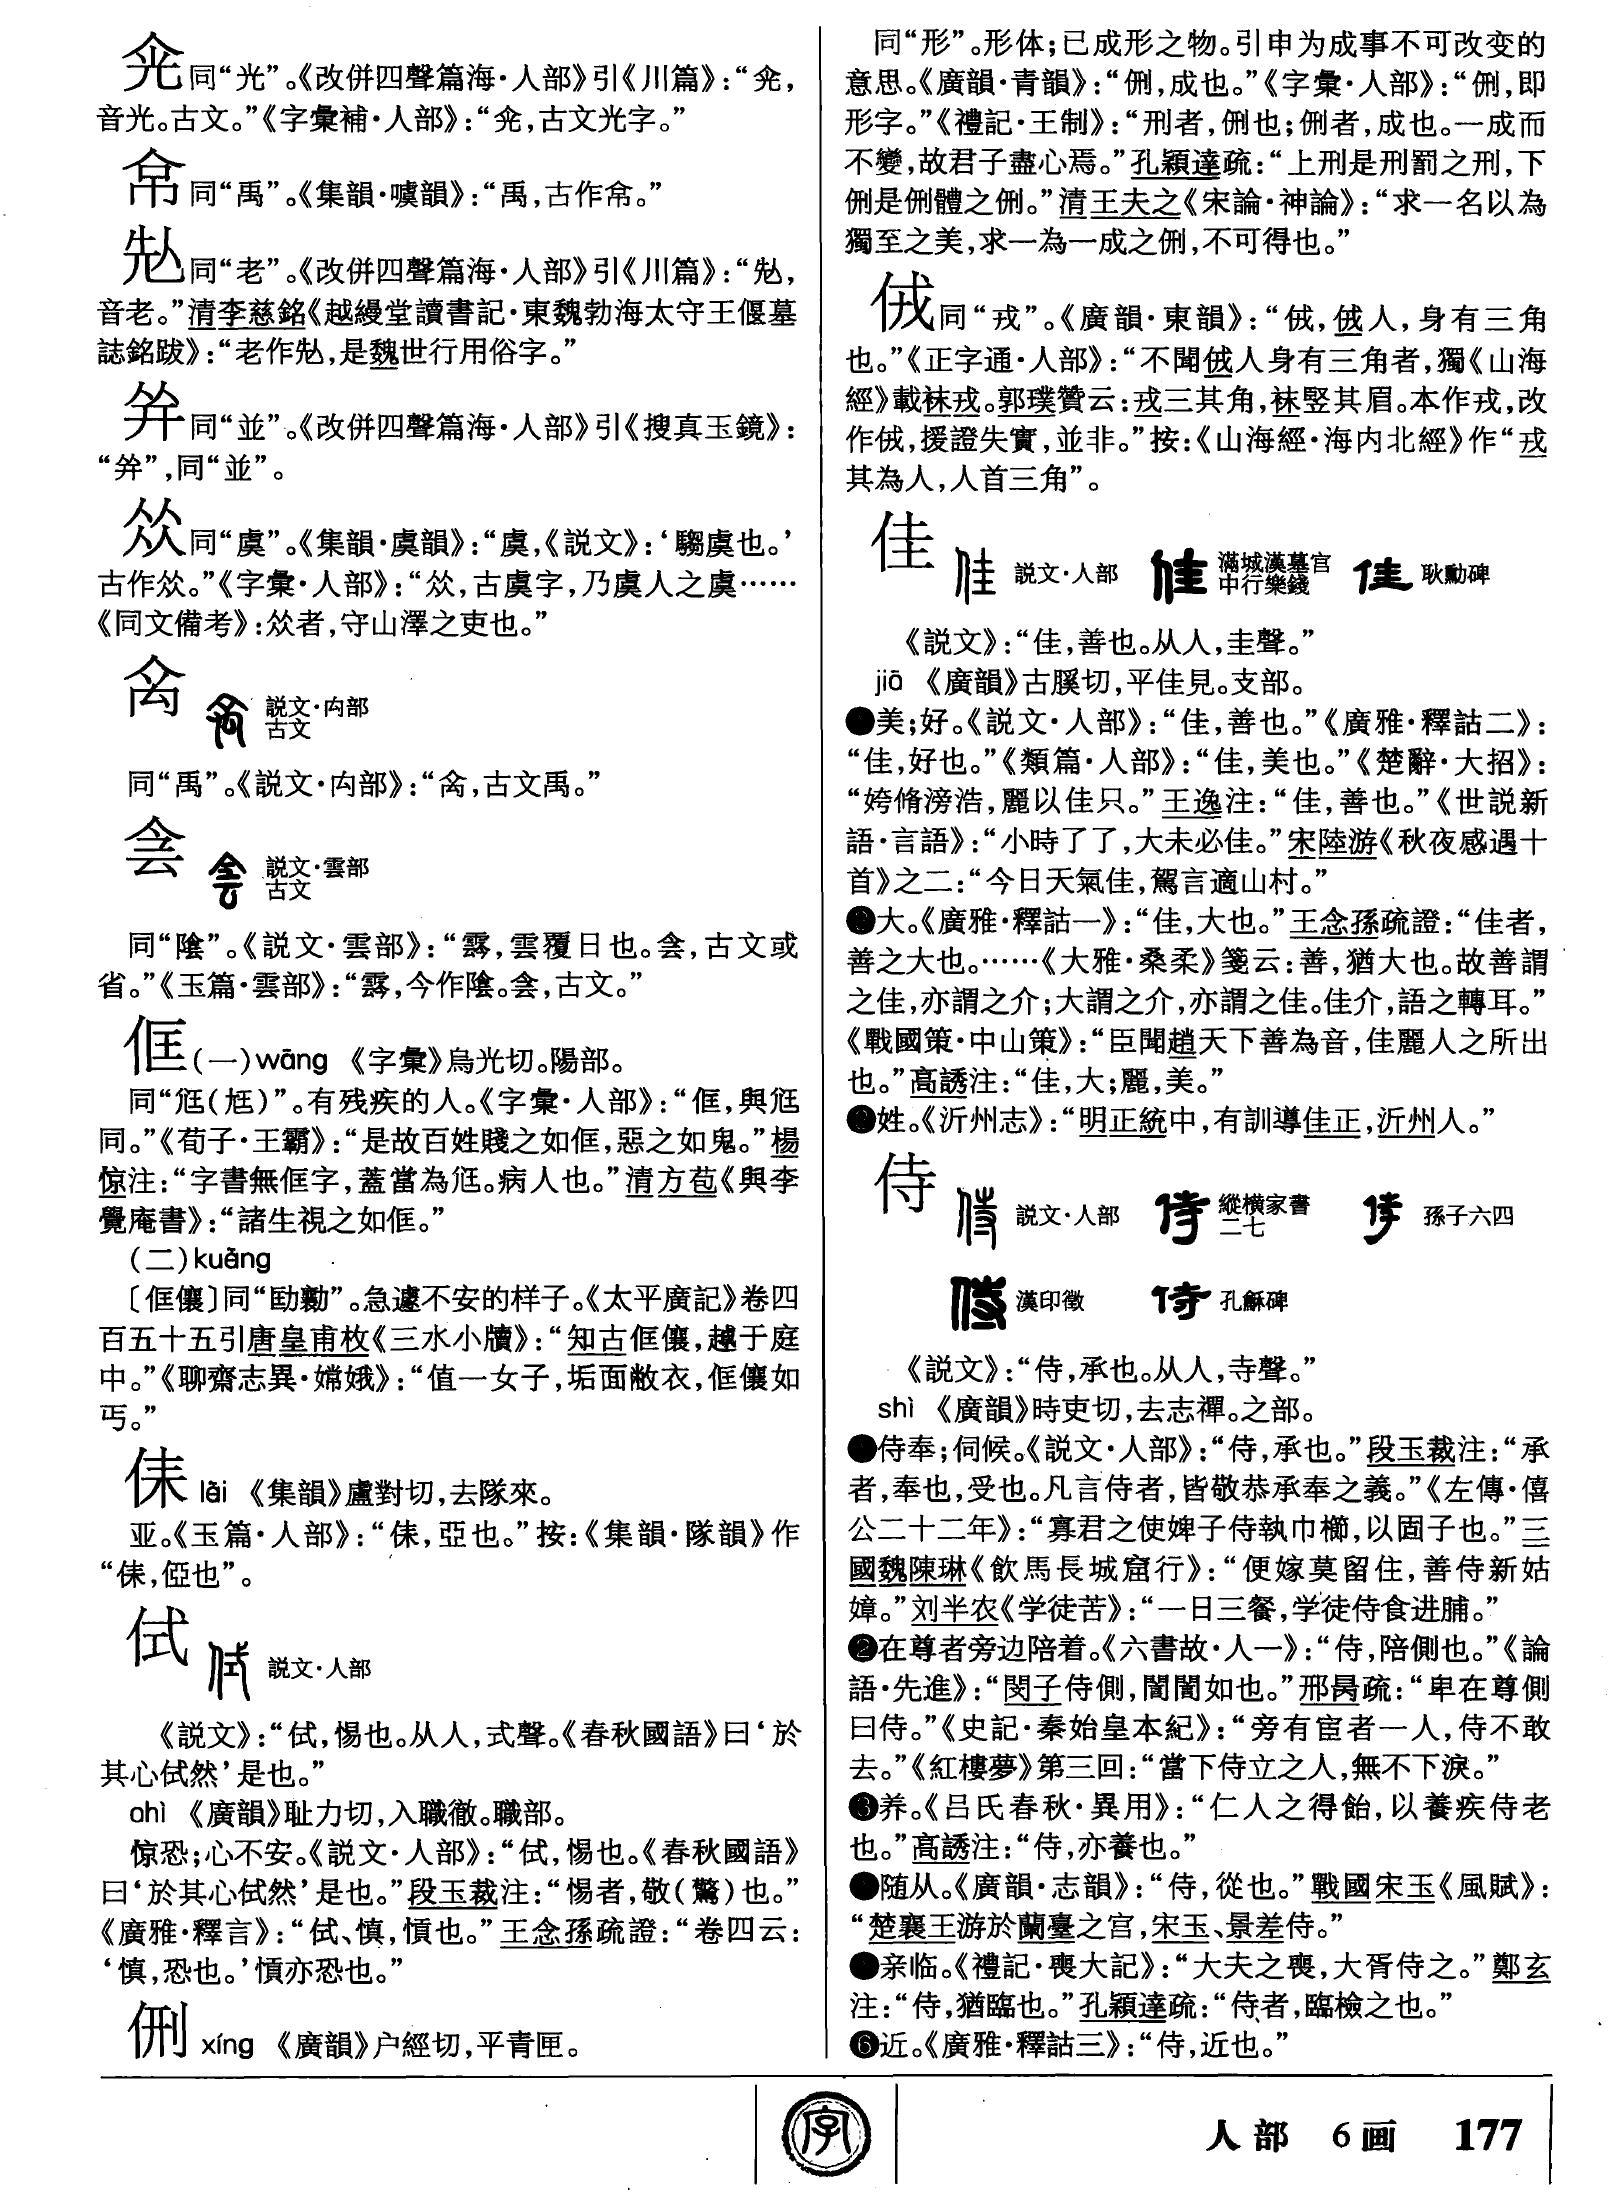 灮同“光”。《改併四聲篇海·人部》引《川篇》：“灮，
音光。古文。”《字彙補·人部》：“灮，古文光字。”
同“禹”。《集韻·噳韻》：“禹，古作㡀。”
同“老”。《改併四聲篇海·人部》引《川篇》：“
音老。”清李慈銘《越縵堂讀書記·東魏勃海太守王偃墓
誌銘跋》：“老作，是魏世行用俗字。”
同“並”。《改併四聲篇海·人部》引《搜真玉鏡》：
“”，同“並”。
同“虞”。《集韻·虞韻》：“虞，《説文》：‘騶虞也。’
古作。”《字彙·人部》：“，古虞字，乃虞人之虞……
《同文備考》：者，守山澤之吏也。”
説文·禸部
古文
同“禹”。《説文·禸部》：“，古文禹。”
侌
説文·雲部
古文
同“陰”。《説文·雲部》：“霒，雲覆日也。侌，古文或
省。”《玉篇·雲部》：“霒，今作陰。侌，古文。”
俇(一)wāng 《字彙》烏光切。陽部。
同“尪(尫)”。有残疾的人。《字彙·人部》：“，與尪
同。”《荀子·王霸》：“是故百姓賤之如，惡之如鬼。”楊
倞注：“字書無字，蓋當為尪。病人也。”清方苞《與李
覺庵書》：“諸生視之如。”
(二)kuāng
〔儴〕同“劻勷”。急遽不安的样子。《太平廣記》卷四
百五十五引唐皇甫枚《三水小牘》：“知古儴，越于庭
中。”《聊齋志異·嫦娥》：“值一女子，垢面敝衣，儴如
丐。”
lài 《集韻》盧對切，去隊來。
亚。《玉篇·人部》：“，亞也。”按：《集韻·隊韻》作
“，俹也”。
侙
説文·人部
《説文》：“侙，惕也。从人，式聲。《春秋國語》曰‘於
其心侙然’是也。”
chì 《廣韻》耻力切，入職徹。職部。
惊恐；心不安。《説文·人部》：“侙，惕也。《春秋國語》
曰‘於其心侙然’是也。”段玉裁注：“惕者，敬(驚)也。”
《廣雅·釋言》：“侙、慎，憤也。”王念孫疏證：“卷四云：
‘慎，恐也。’憤亦恐也。”
侀 xíng 《廣韻》户經切，平青匣。
同“形”。形体；已成形之物。引申为成事不可改变的
意思。《廣韻·青韻》：“侀，成也。”《字彙·人部》：“侀，即
形字。”《禮記·王制》：“刑者，侀也；侀者，成也。一成而
不變，故君子盡心焉。”孔穎達疏：“上刑是刑罰之刑，下
侀是侀體之侀。”清王夫之《宋論·神論》：“求一名以為
獨至之美，求一為一成之侀，不可得也。”
㑾同“戎”。《廣韻·東韻》：“㑾，㑾人，身有三角
也。”《正字通·人部》：“不聞㑾人身有三角者，獨《山海
經》載袜戎。郭璞贊云：戎三其角，袜竪其眉。本作戎，改
作㑾，援證失實，並非。”按：《山海經·海内北經》作“戎
其為人，人首三角”。
佳
説文·人部 滿城漢墓宫中行樂錢 耿勳碑
《説文》：“佳，善也。从人，圭聲。”
jiā 《廣韻》古膎切，平佳見。支部。
❶美；好。《説文·人部》：“佳，善也。”《廣雅·釋詁二》：
“佳，好也。”《類篇·人部》：“佳，美也。”《楚辭·大招》：
“姱脩滂浩，麗以佳只。”王逸注：“佳，善也。”《世説新
語·言語》：“小時了了，大未必佳。”宋陸游《秋夜感遇十
首》之二：“今日天氣佳，駕言適山村。”
❷大。《廣雅·釋詁一》：“佳，大也。”王念孫疏證：“佳者，
善之大也。……《大雅·桑柔》箋云：善，猶大也。故善謂
之佳，亦謂之介；大謂之介，亦謂之佳。佳介，語之轉耳。”
《戰國策·中山策》：“臣聞趙天下善為音，佳麗人之所出
也。”高誘注：“佳，大；麗，美。”
❸姓。《沂州志》：“明正統中，有訓導佳正，沂州人。”
侍
説文·人部 縱横家書二七 孫子六四
漢印徵 孔龢碑
《説文》：“侍，承也。从人，寺聲。”
shì 《廣韻》時吏切，去志禪。之部。
❶侍奉；伺候。《説文·人部》：“侍，承也。”段玉裁注：“承
者，奉也，受也。凡言侍者，皆敬恭承奉之義。”《左傳·僖
公二十二年》：“寡君之使婢子侍執巾櫛，以固子也。”三
國魏陳琳《飲馬長城窟行》：“便嫁莫留住，善侍新姑
嫜。”刘半农《学徒苦》：“一日三餐，学徒侍食进脯。”
❷在尊者旁边陪着。《六書故·人一》：“侍，陪側也。”《論
語·先進》：“閔子侍側，誾誾如也。”邢昺疏：“卑在尊側
曰侍。”《史記·秦始皇本紀》：“旁有宦者一人，侍不敢
去。”《紅樓夢》第三回：“當下侍立之人，無不下淚。”
❸养。《吕氏春秋·異用》：“仁人之得飴，以養疾侍老
也。”高誘注：“侍，亦養也。”
❹随从。《廣韻·志韻》：“侍，從也。”戰國宋玉《風賦》：
“楚襄王游於蘭臺之宫，宋玉、景差侍。”
❺亲临。《禮記·喪大記》：“大夫之喪，大胥侍之。”鄭玄
注：“侍，猶臨也。”孔穎達疏：“侍者，臨檢之也。”
❻近。《廣雅·釋詁三》：“侍，近也。”
字
人部 6画 177